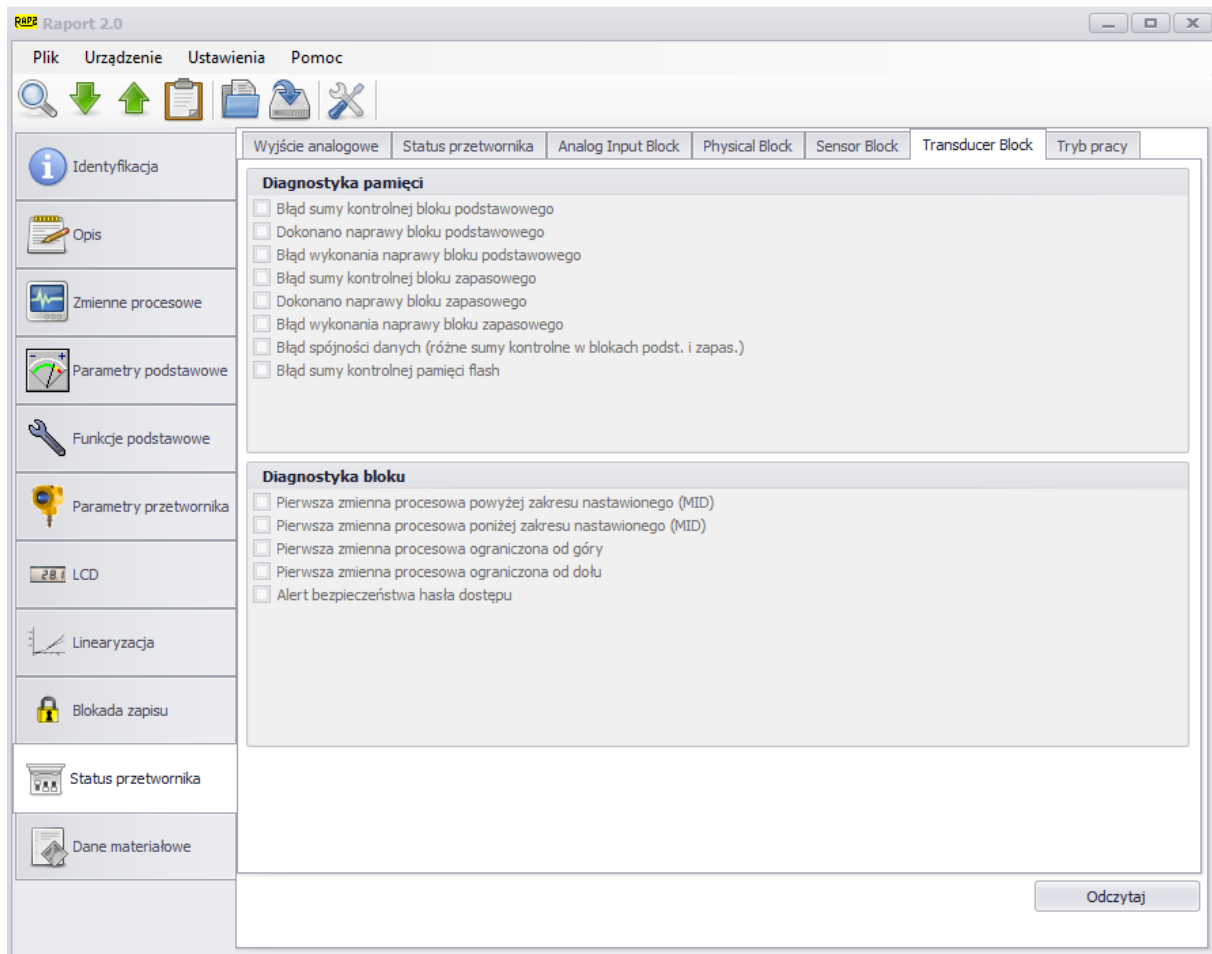 RAP2 Raport 2.0
Plik Urządzenie Ustawienia Pomoc
Wyjście analogowe Status przetwornika Analog Input Block Physical Block Sensor Block Transducer Block Tryb pracy
Identyfikacja
Opis
Zmienne procesowe
Parametry podstawowe
Funkcje podstawowe
Parametry przetwornika
28.1 LCD
Linearyzacja
Blokada zapisu
Status przetwornika
Dane materiałowe
Diagnostyka pamięci
Błąd sumy kontrolnej bloku podstawowego
Dokonano naprawy bloku podstawowego
Błąd wykonania naprawy bloku podstawowego
Błąd sumy kontrolnej bloku zapasowego
Dokonano naprawy bloku zapasowego
Błąd wykonania naprawy bloku zapasowego
Błąd spójności danych (różne sumy kontrolne w blokach podst. i zapas.)
Błąd sumy kontrolnej pamięci flash
Diagnostyka bloku
Pierwsza zmienna procesowa powyżej zakresu nastawionego (MID)
Pierwsza zmienna procesowa poniżej zakresu nastawionego (MID)
Pierwsza zmienna procesowa ograniczona od góry
Pierwsza zmienna procesowa ograniczona od dołu
Alert bezpieczeństwa hasła dostępu
Odczytaj